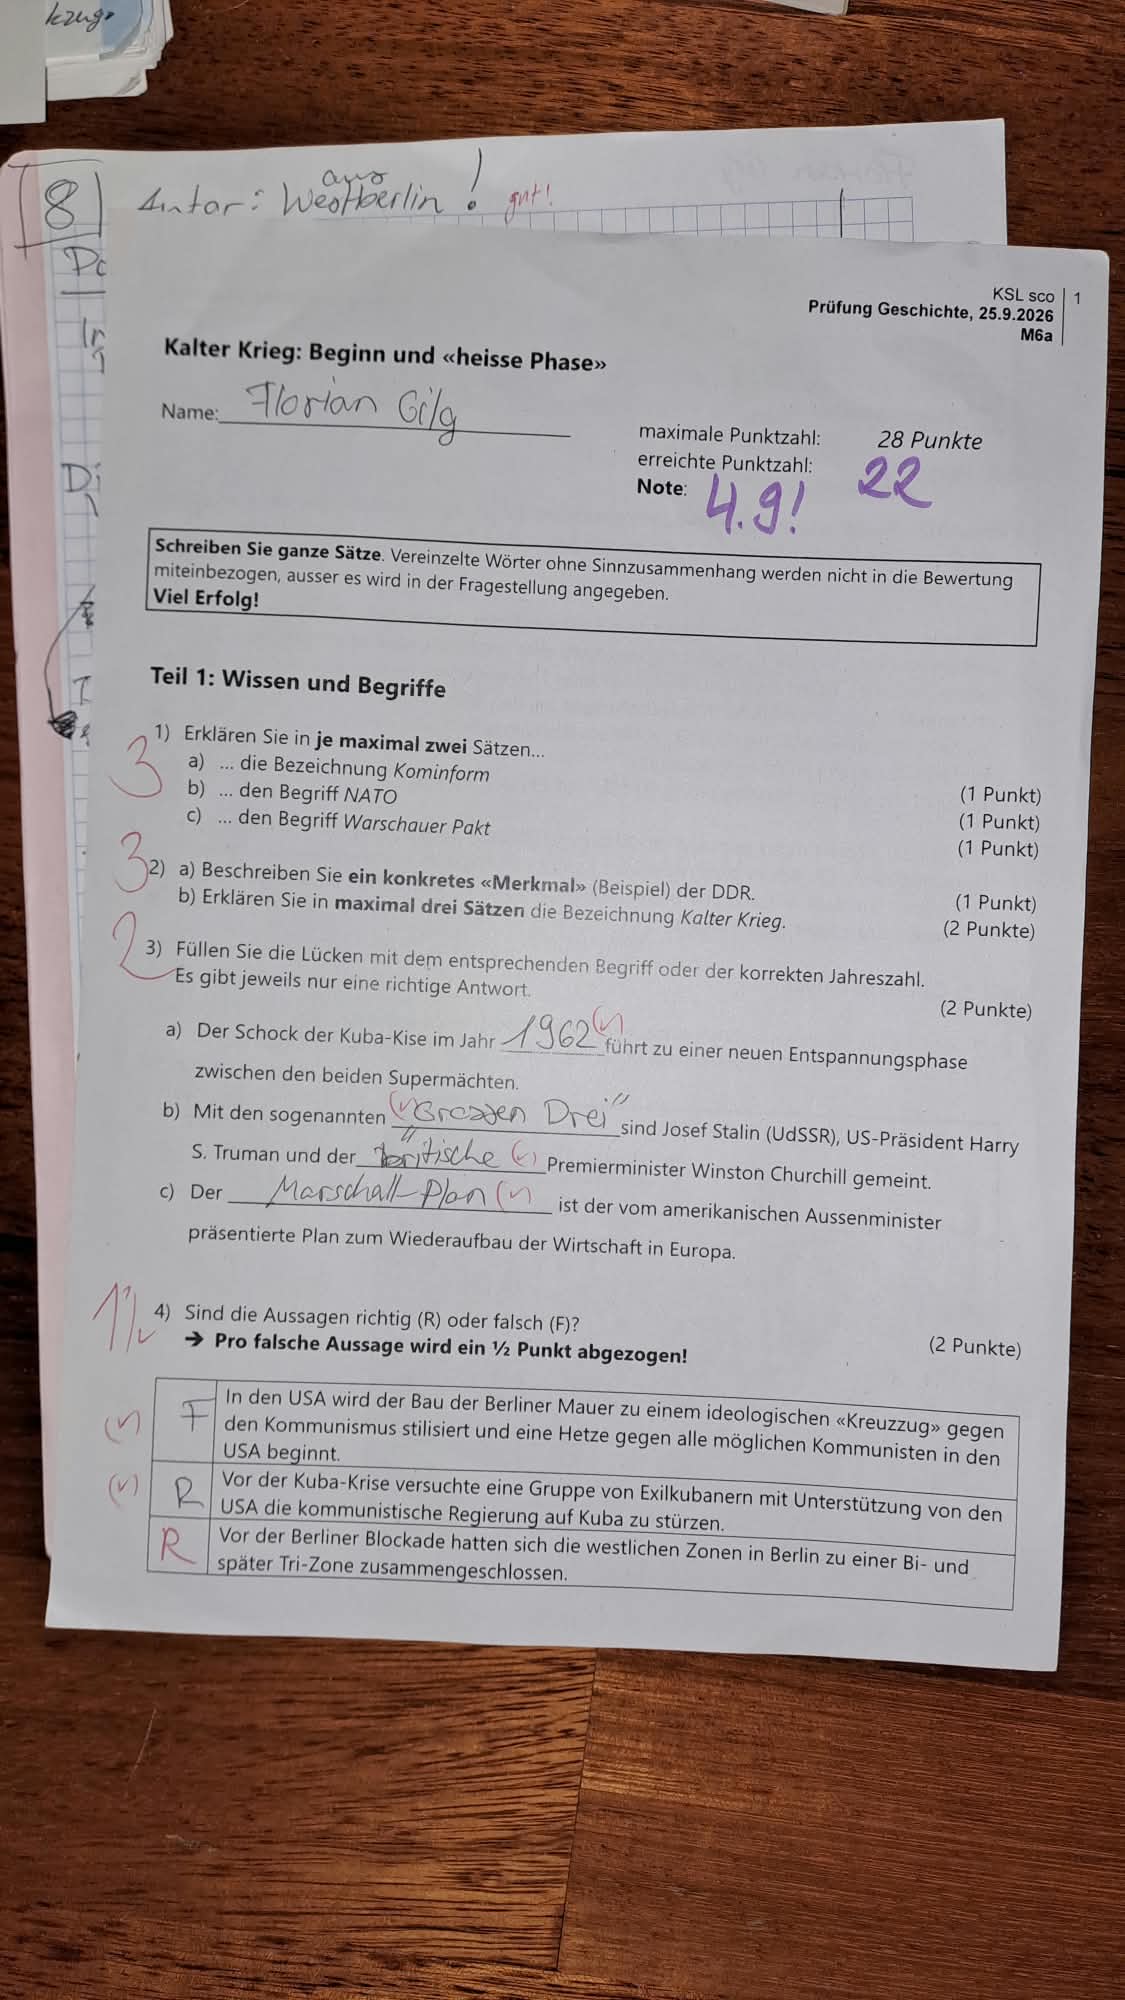 kzug.
8
aus
Autor: Westberlin! gut!
KSL sco | 1
Prüfung Geschichte, 25.9.2026
M6a
Kalter Krieg: Beginn und «heisse Phase»
Name: Florian Gilg
maximale Punktzahl: 28 Punkte
erreichte Punktzahl: 22
Note: 4.9!
Schreiben Sie ganze Sätze. Vereinzelte Wörter ohne Sinnzusammenhang werden nicht in die Bewertung
miteinbezogen, ausser es wird in der Fragestellung angegeben.
Viel Erfolg!
Di
Teil 1: Wissen und Begriffe
1) Erklären Sie in je maximal zwei Sätzen...
3
a) ... die Bezeichnung Kominform (1 Punkt)
b) ... den Begriff NATO (1 Punkt)
c) ... den Begriff Warschauer Pakt (1 Punkt)
3
2) a) Beschreiben Sie ein konkretes «Merkmal» (Beispiel) der DDR. (1 Punkt)
b) Erklären Sie in maximal drei Sätzen die Bezeichnung Kalter Krieg. (2 Punkte)
2
3) Füllen Sie die Lücken mit dem entsprechenden Begriff oder der korrekten Jahreszahl.
Es gibt jeweils nur eine richtige Antwort. (2 Punkte)
a) Der Schock der Kuba-Kise im Jahr 1962 (✓) führt zu einer neuen Entspannungsphase
zwischen den beiden Supermächten.
b) Mit den sogenannten (✓) "Grossen Drei" sind Josef Stalin (UdSSR), US-Präsident Harry
S. Truman und der britische (✓) Premierminister Winston Churchill gemeint.
c) Der Marschall-Plan (✓) ist der vom amerikanischen Aussenminister
präsentierte Plan zum Wiederaufbau der Wirtschaft in Europa.
1½
4) Sind die Aussagen richtig (R) oder falsch (F)?
→ Pro falsche Aussage wird ein ½ Punkt abgezogen! (2 Punkte)
(✓) F In den USA wird der Bau der Berliner Mauer zu einem ideologischen «Kreuzzug» gegen
den Kommunismus stilisiert und eine Hetze gegen alle möglichen Kommunisten in den
USA beginnt.
(✓) R Vor der Kuba-Krise versuchte eine Gruppe von Exilkubanern mit Unterstützung von den
USA die kommunistische Regierung auf Kuba zu stürzen.
R Vor der Berliner Blockade hatten sich die westlichen Zonen in Berlin zu einer Bi- und
später Tri-Zone zusammengeschlossen.